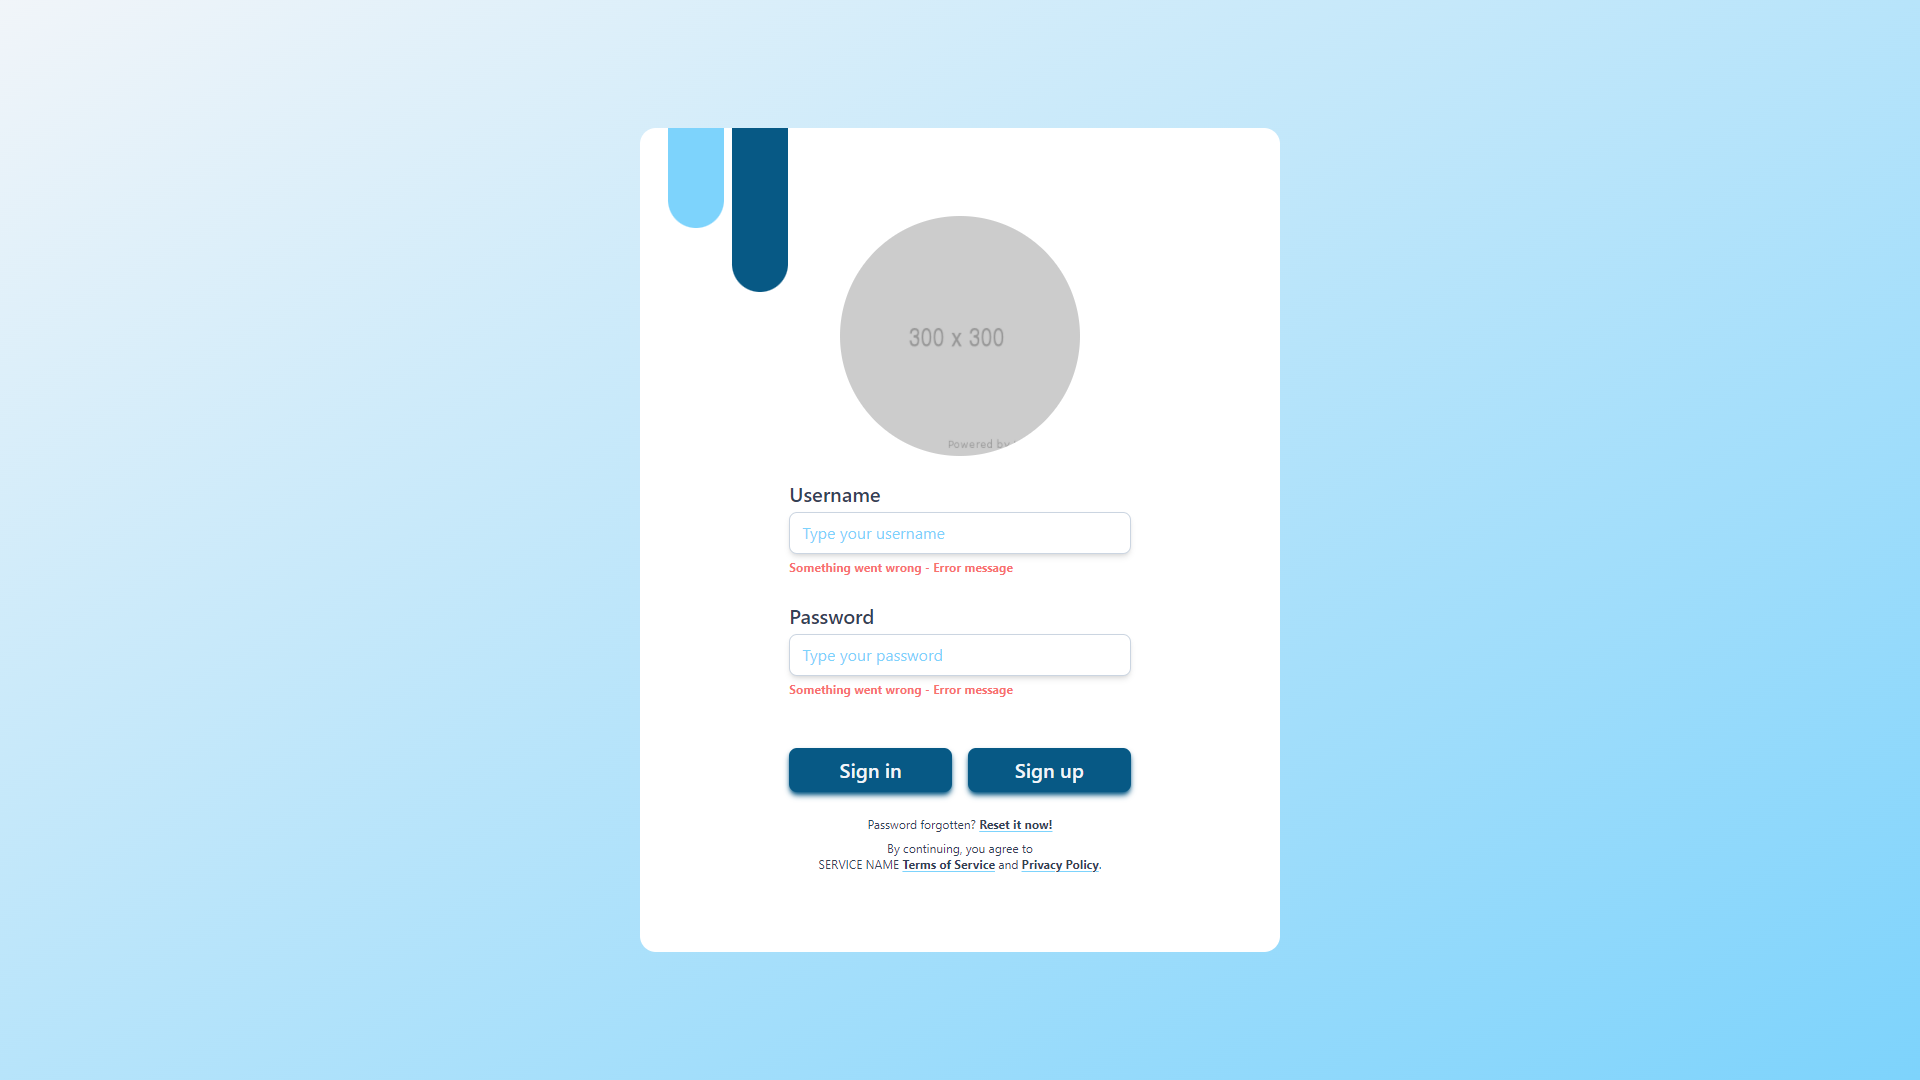 300 x 300
Powered by
Username
Type your username
Something went wrong - Error message
Password
Type your password
Something went wrong - Error message
Sign in Sign up
Password forgotten? Reset it now!
By continuing, you agree to
SERVICE NAME Terms of Service and Privacy Policy.